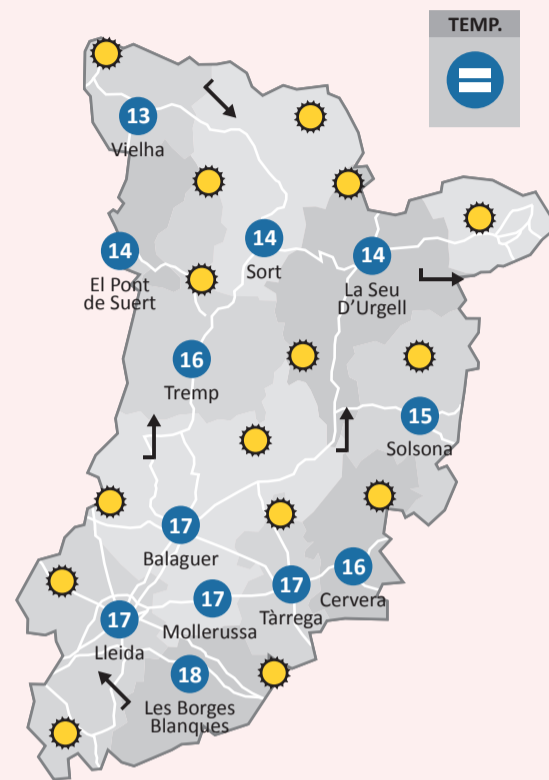 TEMP.
13
Vielha
14
El Pont
de Suert
14
Sort
14
La Seu
D'Urgell
16
Tremp
15
Solsona
17
Balaguer
17
Mollerussa
17
Tàrrega
16
Cervera
17
Lleida
18
Les Borges
Blanques